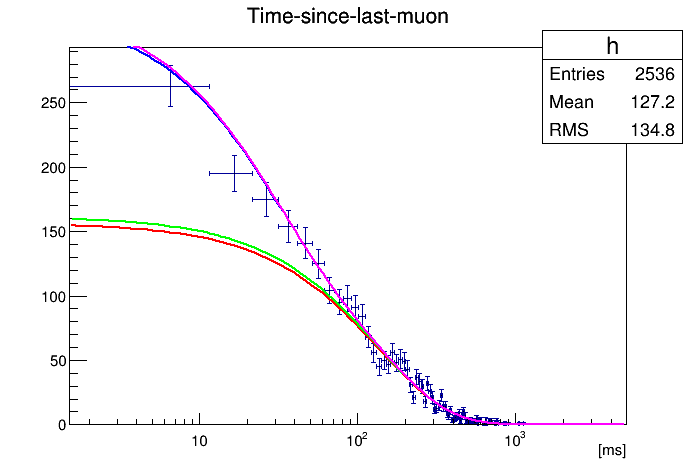 Time-since-last-muon
h
Entries 2536
Mean 127.2
RMS 134.8
250
200
150
100
50
0
10 10² 10³
[ms]